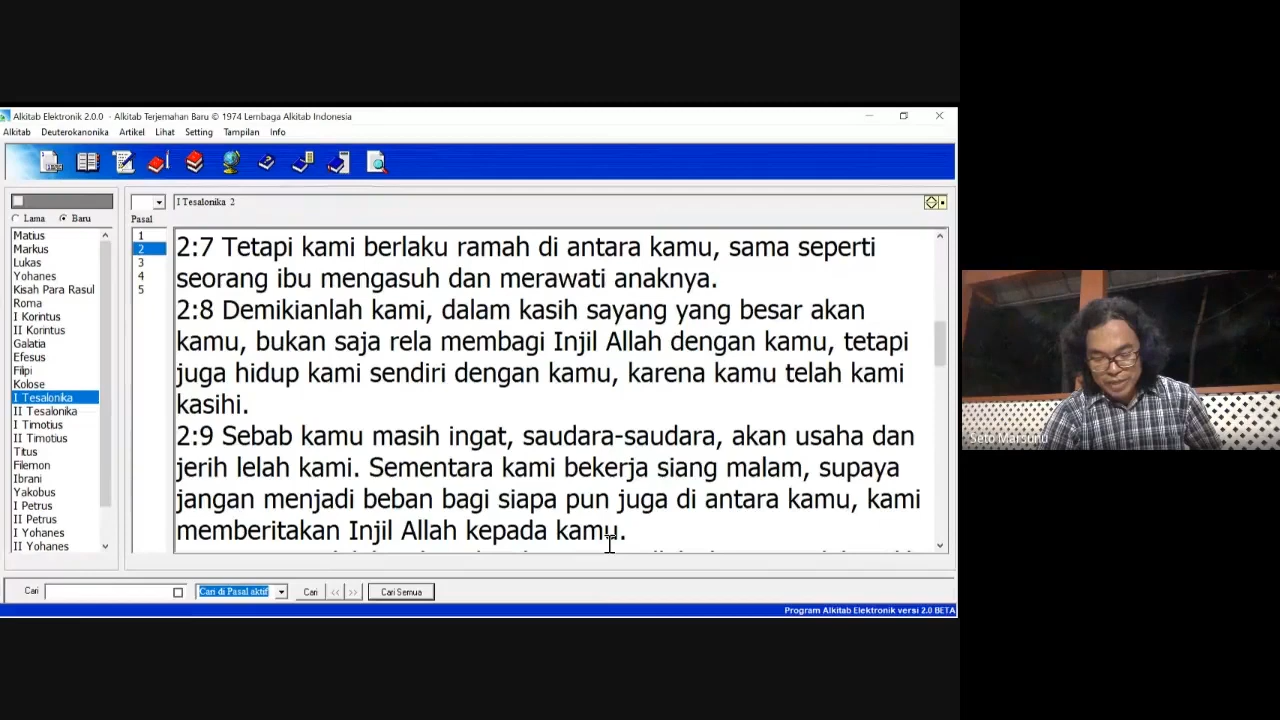 Alkitab Elektronik 2.0.0 - Alkitab Terjemahan Baru © 1974 Lembaga Alkitab Indonesia
Alkitab Deuterokanonika Artikel Lihat Setting Tampilan Info
Lama Baru
Matius
Markus
Lukas
Yohanes
Kisah Para Rasul
Roma
I Korintus
II Korintus
Galatia
Efesus
Filipi
Kolose
I Tesalonika
II Tesalonika
I Timotius
II Timotius
Titus
Filemon
Ibrani
Yakobus
I Petrus
II Petrus
I Yohanes
II Yohanes
Pasal
1
2
3
4
5
I Tesalonika 2
2:7 Tetapi kami berlaku ramah di antara kamu, sama seperti
seorang ibu mengasuh dan merawati anaknya.
2:8 Demikianlah kami, dalam kasih sayang yang besar akan
kamu, bukan saja rela membagi Injil Allah dengan kamu, tetapi
juga hidup kami sendiri dengan kamu, karena kamu telah kami
kasihi.
2:9 Sebab kamu masih ingat, saudara-saudara, akan usaha dan
jerih lelah kami. Sementara kami bekerja siang malam, supaya
jangan menjadi beban bagi siapa pun juga di antara kamu, kami
memberitakan Injil Allah kepada kamu.
Cari Cari di Pasal aktif Cari << >> Cari Semua
Program Alkitab Elektronik versi 2.0 BETA
Seto Marsunu